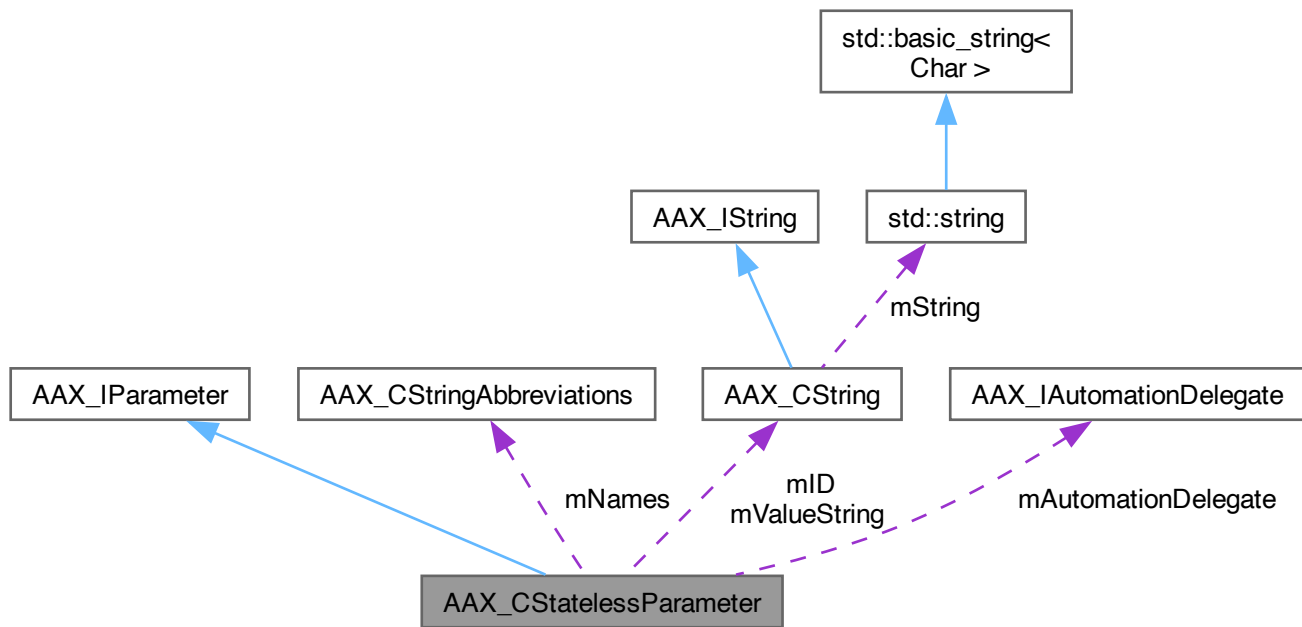 std::basic_string<
Char >
AAX_IString
std::string
mString
AAX_IParameter
AAX_CStringAbbreviations
AAX_CString
AAX_IAutomationDelegate
mNames
mID
mValueString
mAutomationDelegate
AAX_CStatelessParameter